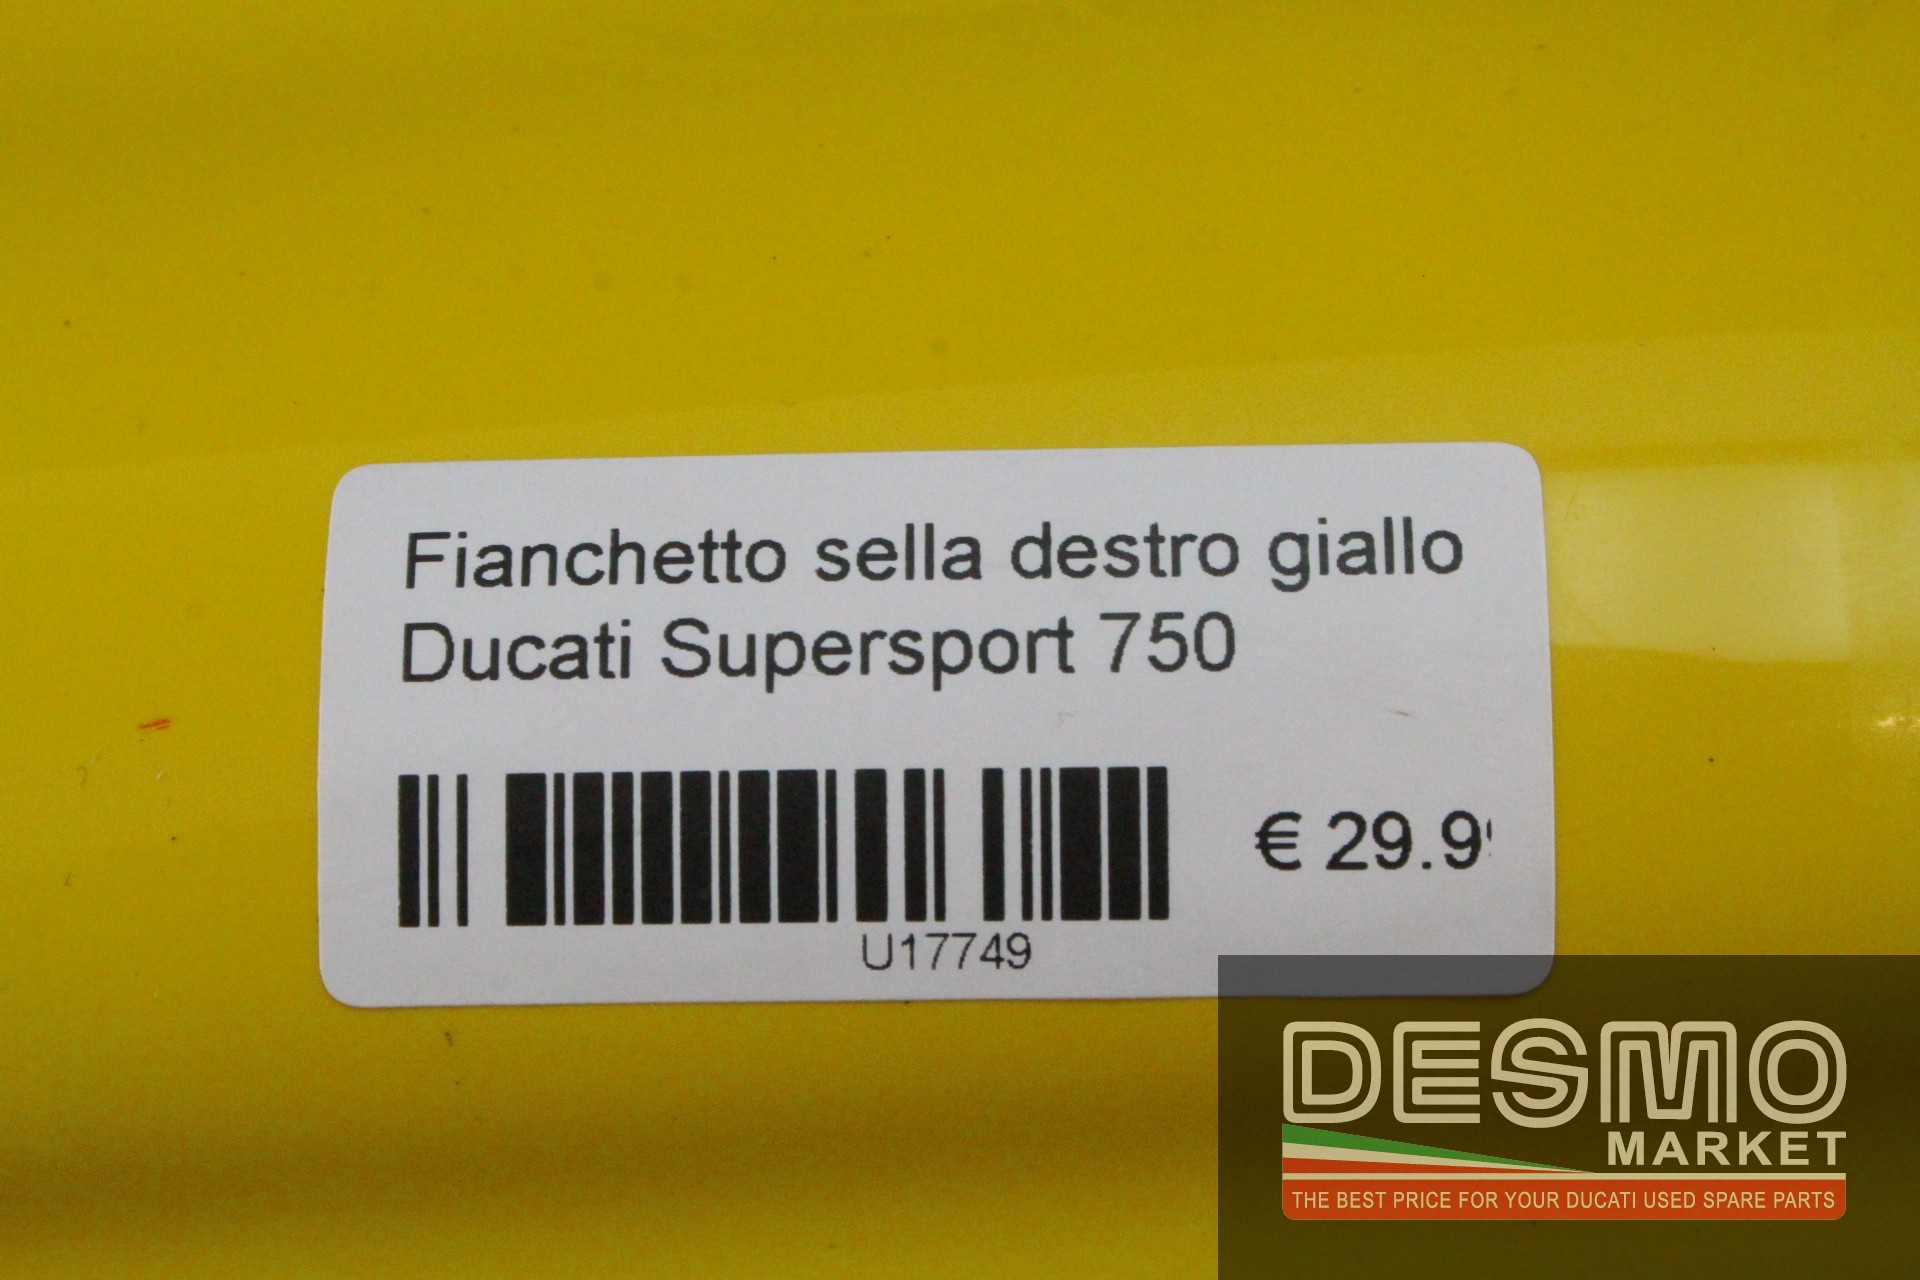 Fianchetto sella destro giallo
Ducati Supersport 750
€ 29.9
U17749
DESMO
MARKET
THE BEST PRICE FOR YOUR DUCATI USED SPARE PARTS